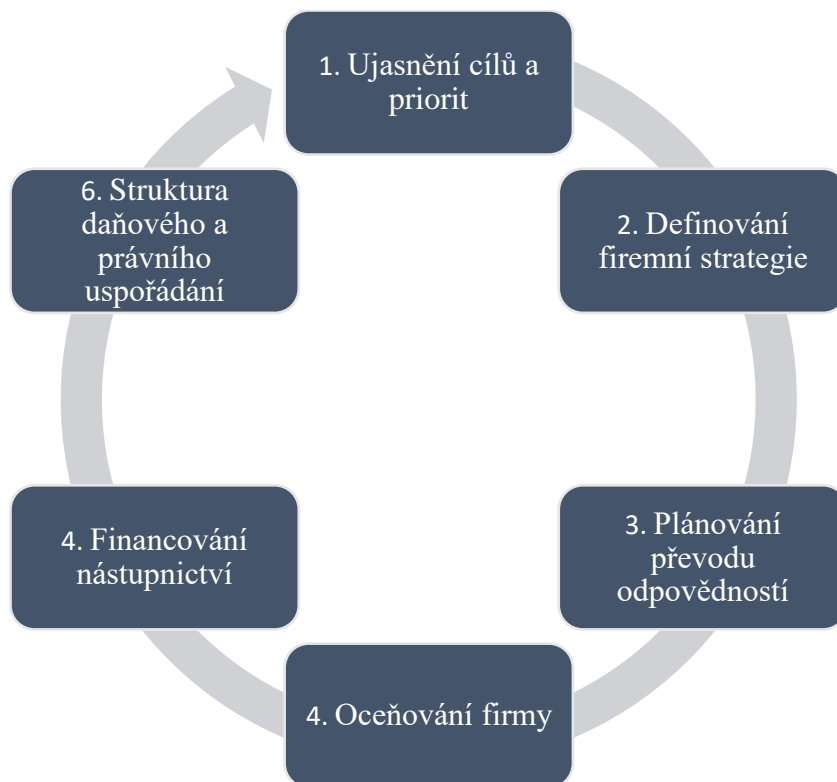 1. Ujasnění cílů a
priorit
2. Definování
firemní strategie
3. Plánování
převodu
odpovědností
4. Oceňování firmy
4. Financování
nástupnictví
6. Struktura
daňového a
právního
uspořádání